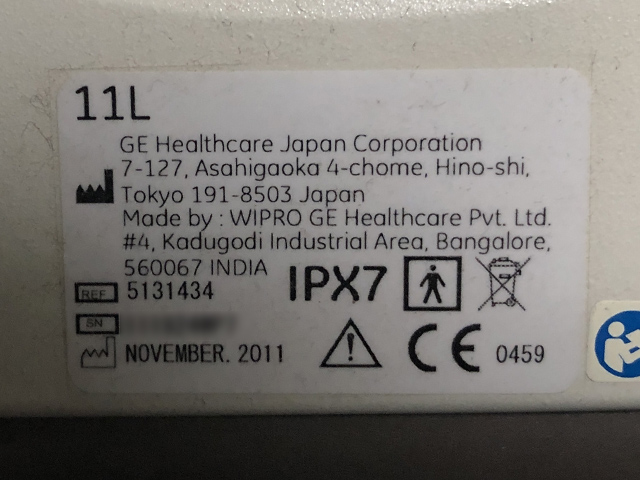 11L
GE Healthcare Japan Corporation
7-127, Asahigaoka 4-chome, Hino-shi,
Tokyo 191-8503 Japan
Made by : WIPRO GE Healthcare Pvt. Ltd.
#4, Kadugodi Industrial Area, Bangalore,
560067 INDIA
IPX7
REF 5131434
SN
NOVEMBER. 2011
CE 0459